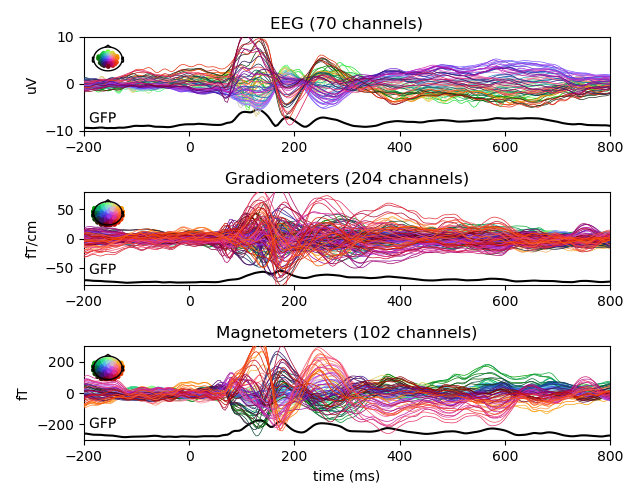 EEG (70 channels)
10
0
−10
uV
GFP
−200 0 200 400 600 800
Gradiometers (204 channels)
50
0
−50
fT/cm
GFP
−200 0 200 400 600 800
Magnetometers (102 channels)
200
0
−200
fT
GFP
−200 0 200 400 600 800
time (ms)